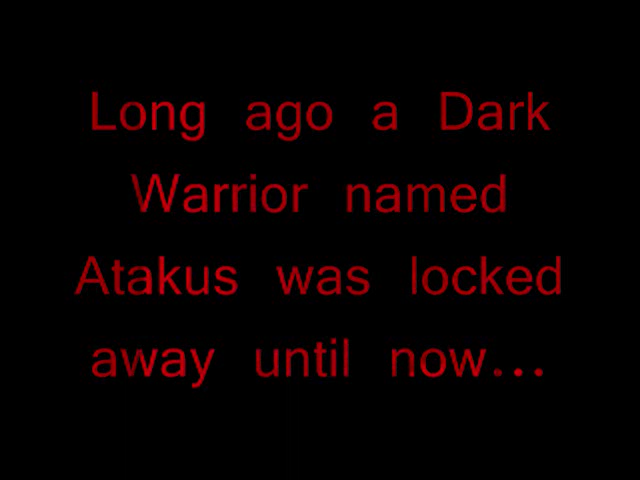 Long ago a Dark
Warrior named
Atakus was locked
away until now...